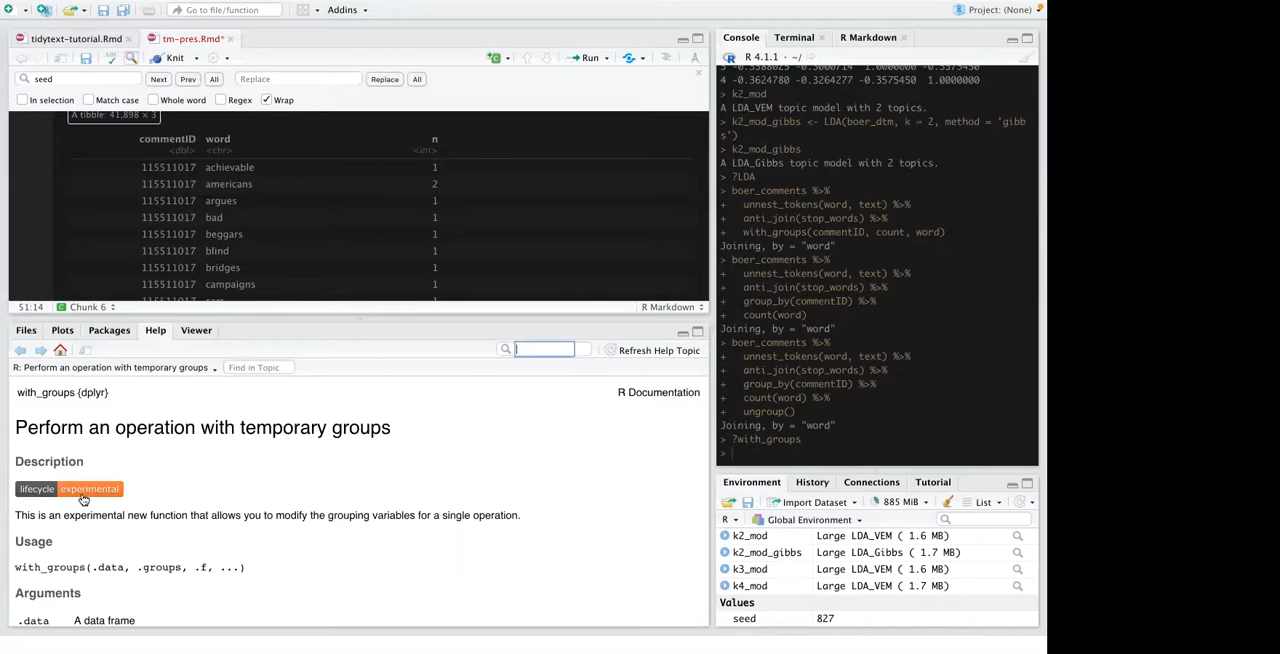 Go to file/function
Addins
Project: (None)
tidytext-tutorial.Rmd
tm-pres.Rmd*
Knit
Run
seed
Next
Prev
All
Replace
Replace
All
In selection
Match case
Whole word
Regex
Wrap
A tibble: 41,898 × 3
commentID word n
<dbl> <chr> <int>
115511017 achievable 1
115511017 americans 2
115511017 argues 1
115511017 bad 1
115511017 beggars 1
115511017 blind 1
115511017 bridges 1
115511017 campaigns 1
51:14
Chunk 6
R Markdown
Files
Plots
Packages
Help
Viewer
Refresh Help Topic
R: Perform an operation with temporary groups
Find in Topic
with_groups {dplyr}
R Documentation
Perform an operation with temporary groups
Description
lifecycle experimental
This is an experimental new function that allows you to modify the grouping variables for a single operation.
Usage
with_groups(.data, .groups, .f, ...)
Arguments
.data A data frame
Console
Terminal
R Markdown
R 4.1.1 · ~/
4 -0.3624780 -0.3264277 -0.3575450 1.0000000
> k2_mod
A LDA_VEM topic model with 2 topics.
> k2_mod_gibbs <- LDA(boer_dtm, k = 2, method = 'gibb
s')
> k2_mod_gibbs
A LDA_Gibbs topic model with 2 topics.
> ?LDA
> boer_comments %>%
+ unnest_tokens(word, text) %>%
+ anti_join(stop_words) %>%
+ with_groups(commentID, count, word)
Joining, by = "word"
> boer_comments %>%
+ unnest_tokens(word, text) %>%
+ anti_join(stop_words) %>%
+ group_by(commentID) %>%
+ count(word)
Joining, by = "word"
> boer_comments %>%
+ unnest_tokens(word, text) %>%
+ anti_join(stop_words) %>%
+ group_by(commentID) %>%
+ count(word) %>%
+ ungroup()
Joining, by = "word"
> ?with_groups
>
Environment
History
Connections
Tutorial
Import Dataset
885 MiB
List
R
Global Environment
k2_mod Large LDA_VEM ( 1.6 MB)
k2_mod_gibbs Large LDA_Gibbs ( 1.7 MB)
k3_mod Large LDA_VEM ( 1.6 MB)
k4_mod Large LDA_VEM ( 1.7 MB)
Values
seed 827